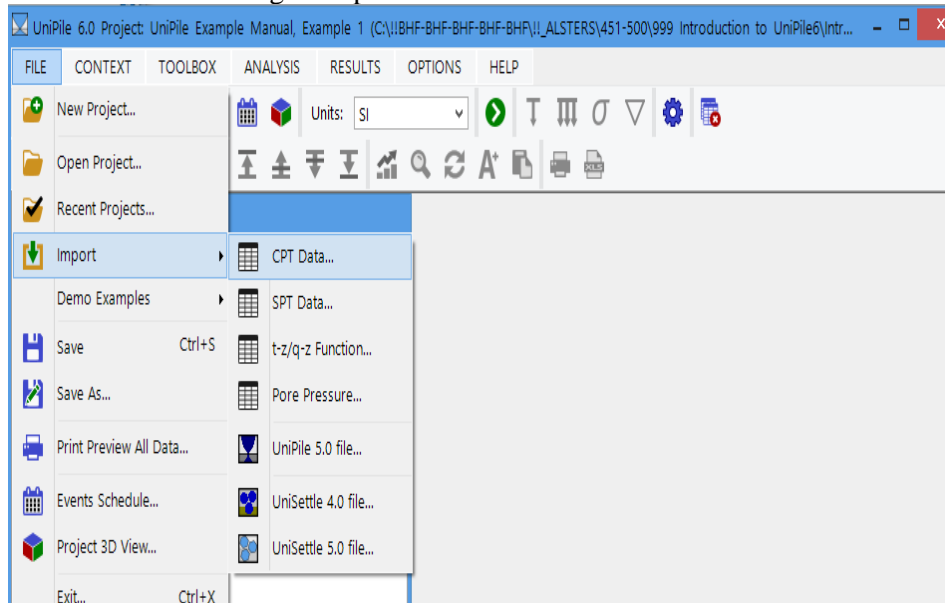 UniPile 6.0 Project: UniPile Example Manual, Example 1 (C:\!!BHF-BHF-BHF-BHF-BHF\!!_ALSTERS\451-500\999 Introduction to UniPile6\Intr...
FILE CONTEXT TOOLBOX ANALYSIS RESULTS OPTIONS HELP
New Project...
Units: SI
Open Project...
Recent Projects...
Import
CPT Data...
Demo Examples
SPT Data...
Save Ctrl+S
t-z/q-z Function...
Save As...
Pore Pressure...
Print Preview All Data...
UniPile 5.0 file...
Events Schedule...
UniSettle 4.0 file...
Project 3D View...
UniSettle 5.0 file...
Exit... Ctrl+X